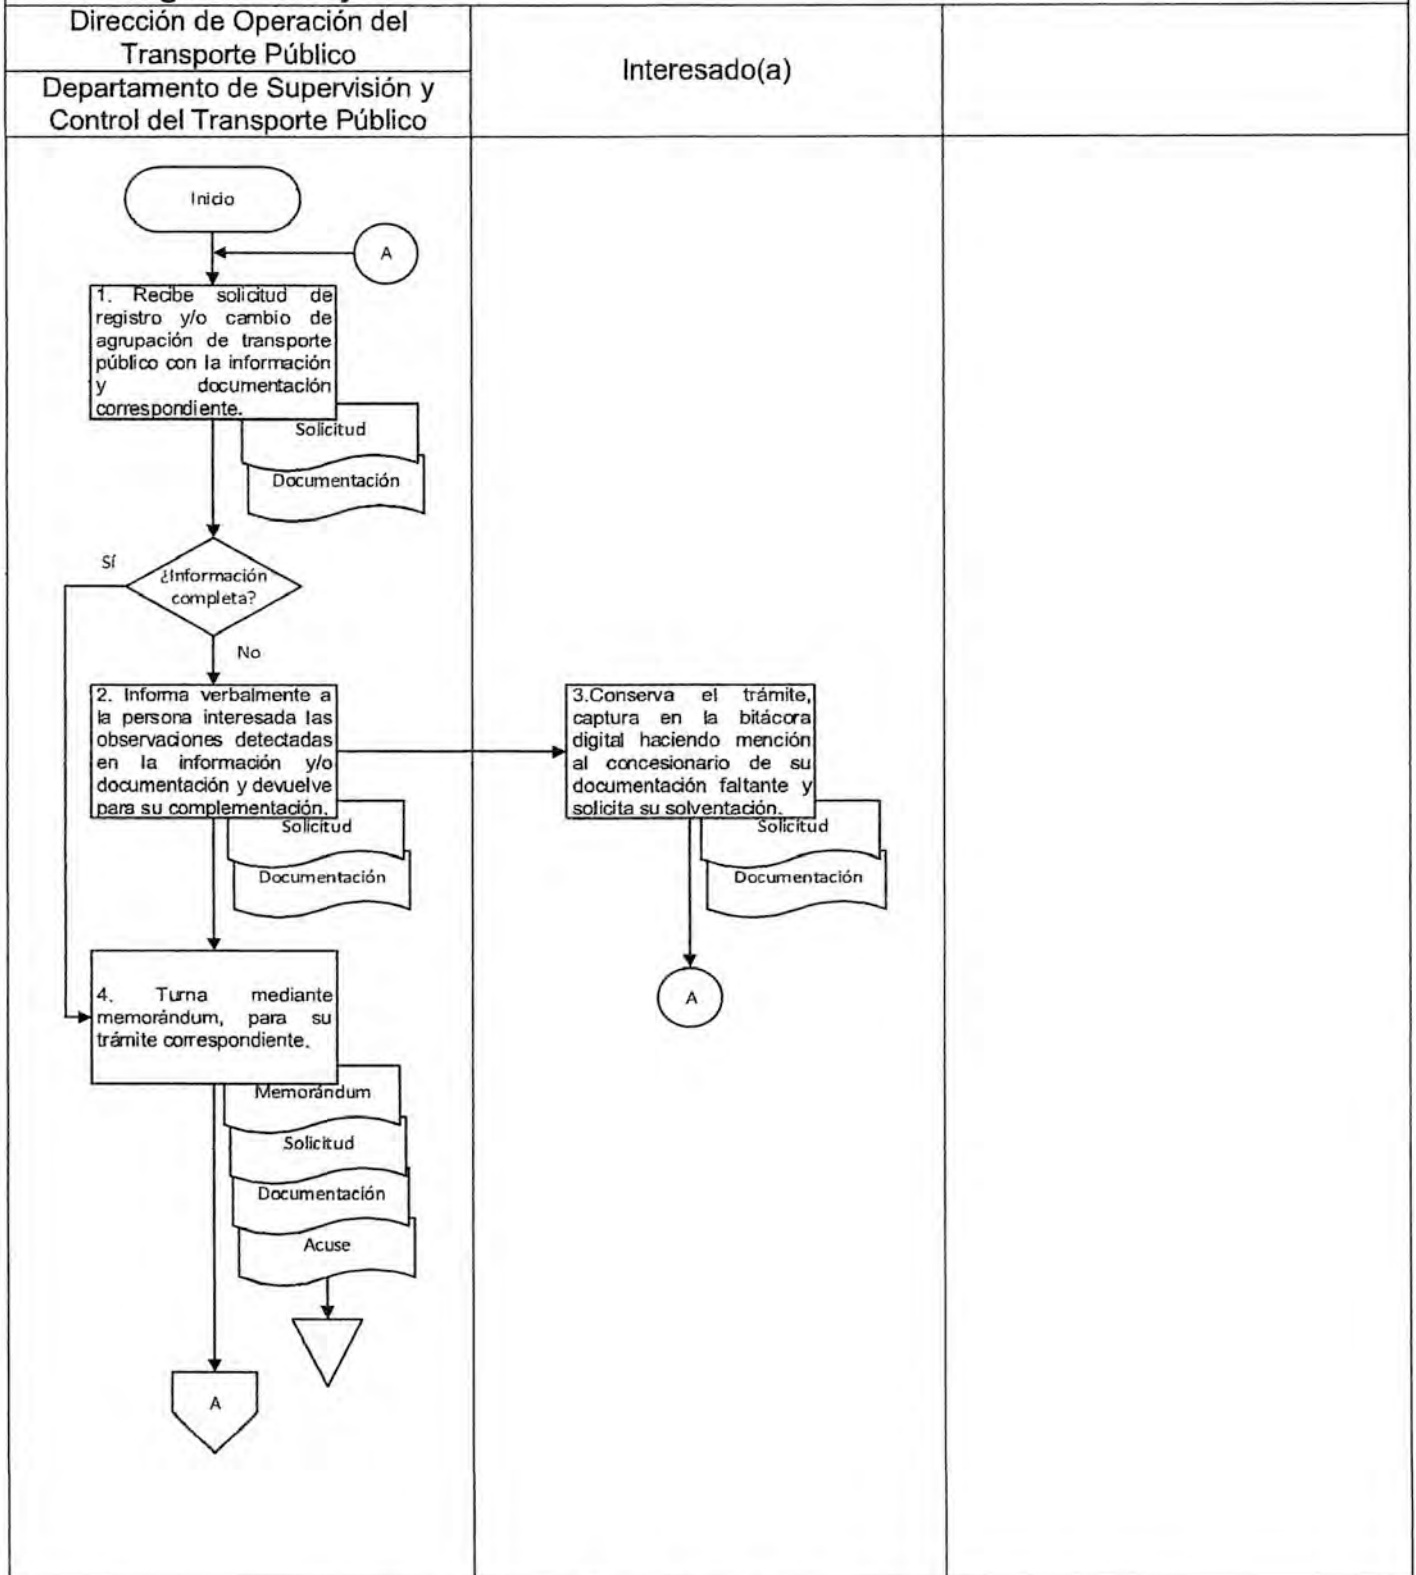 Dirección de Operación del
Transporte Público
Departamento de Supervisión y
Control del Transporte Público
Interesado(a)
Inicio
A
1. Recibe solicitud de
registro y/o cambio de
agrupación de transporte
público con la información
y documentación
correspondiente.
Solicitud
Documentación
Sí
¿Información
completa?
No
2. Informa verbalmente a
la persona interesada las
observaciones detectadas
en la información y/o
documentación y devuelve
para su complementación.
Solicitud
Documentación
3.Conserva el trámite,
captura en la bitácora
digital haciendo mención
al concesionario de su
documentación faltante y
solicita su solventación.
Solicitud
Documentación
A
4. Turna mediante
memorándum, para su
trámite correspondiente.
Memorándum
Solicitud
Documentación
Acuse
A